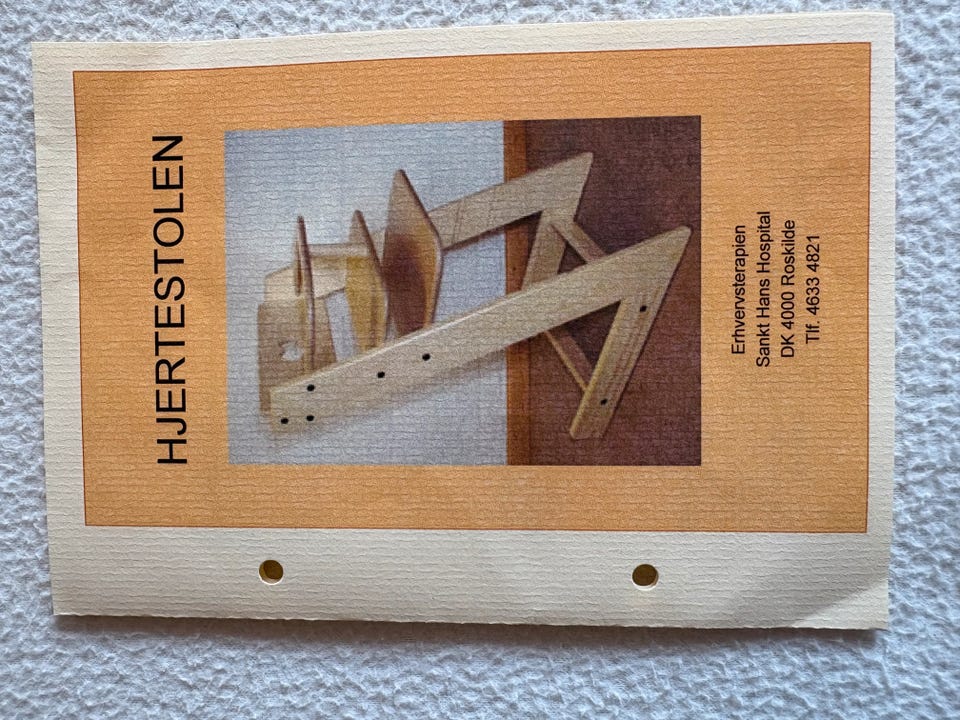 HJERTESTOLEN
Erhvervsterapien
Sankt Hans Hospital
DK 4000 Roskilde
Tlf. 4633 4821